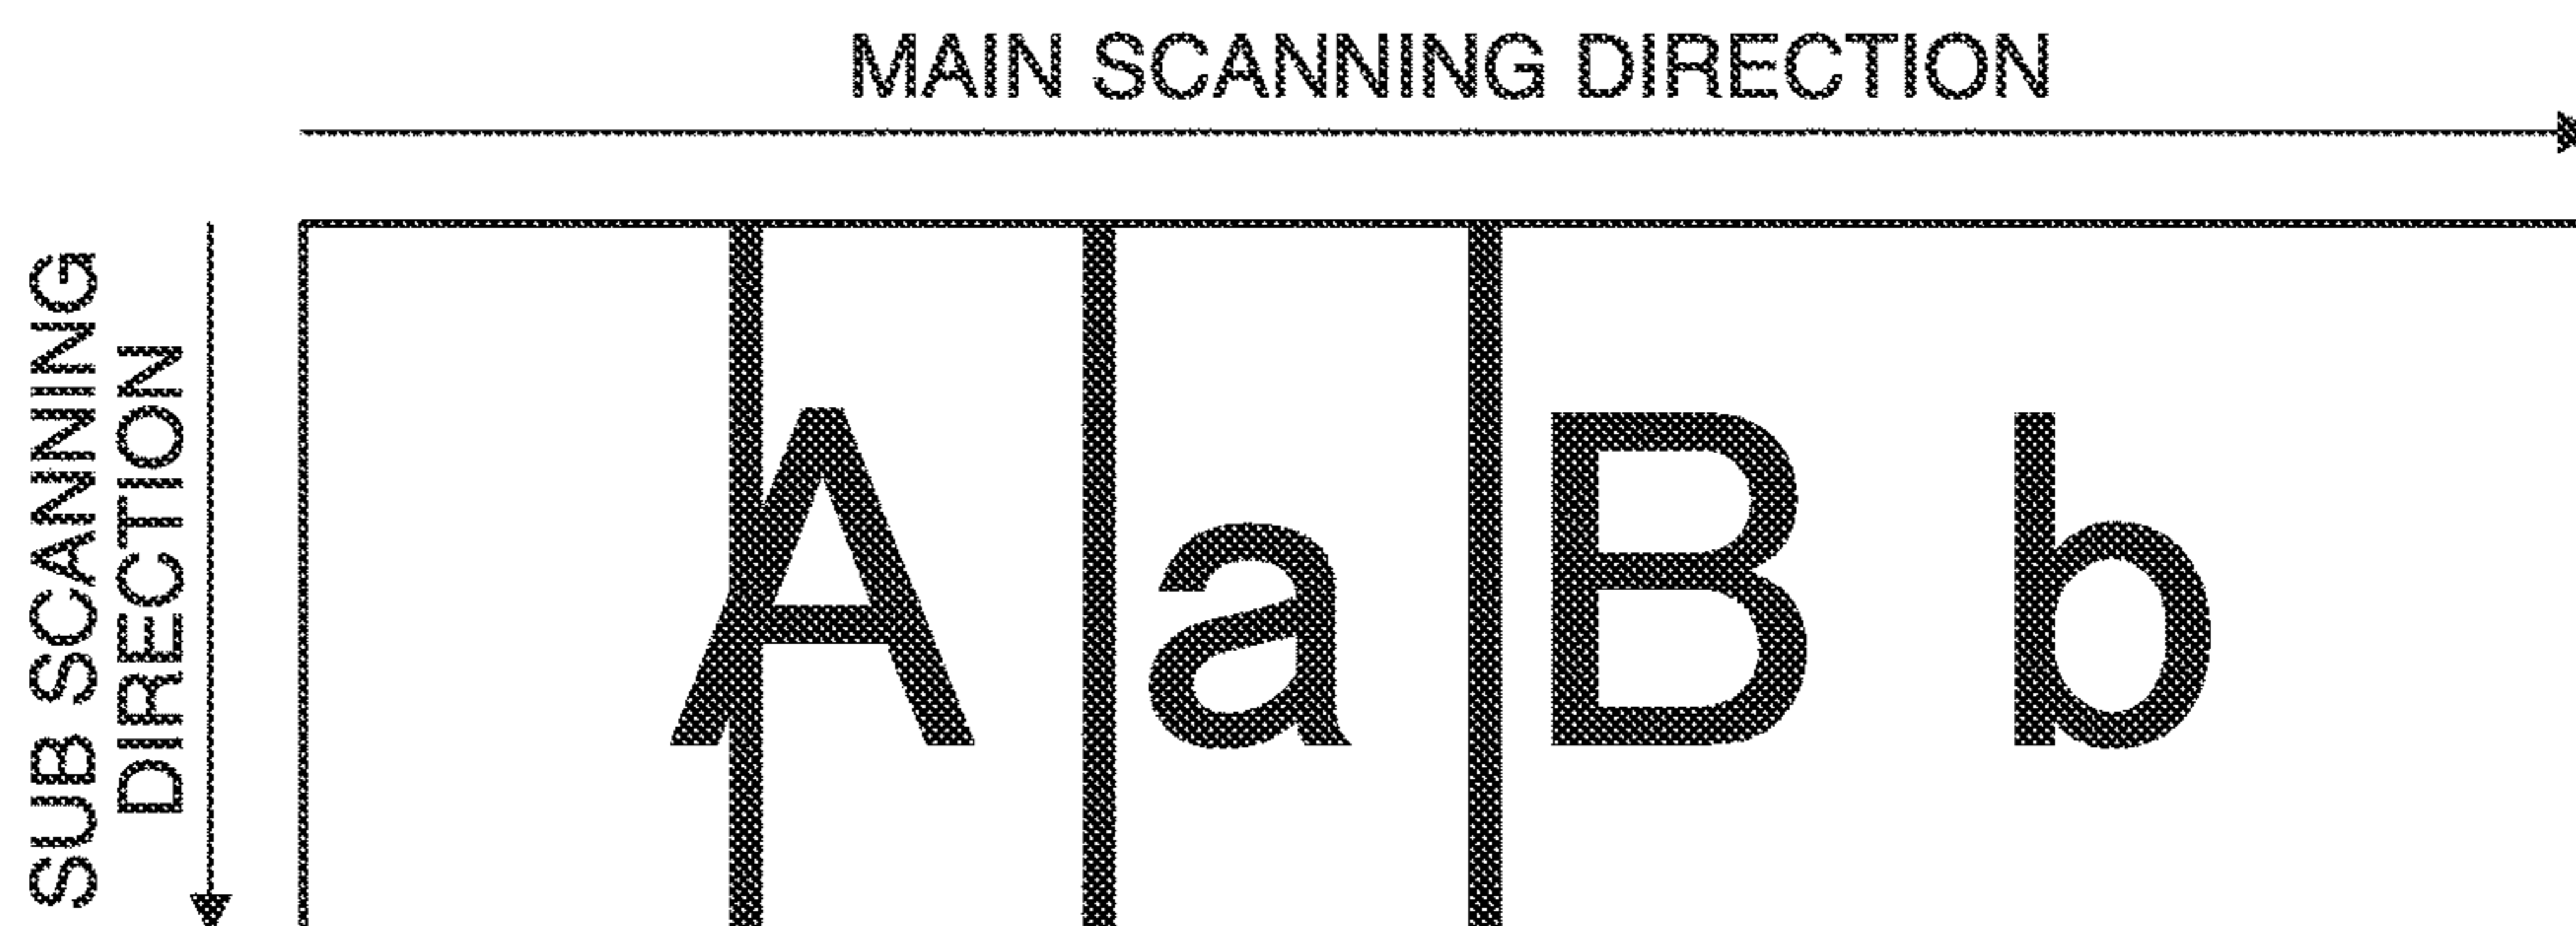 MAIN SCANNING DIRECTION
SUB SCANNING
DIRECTION
A a B b